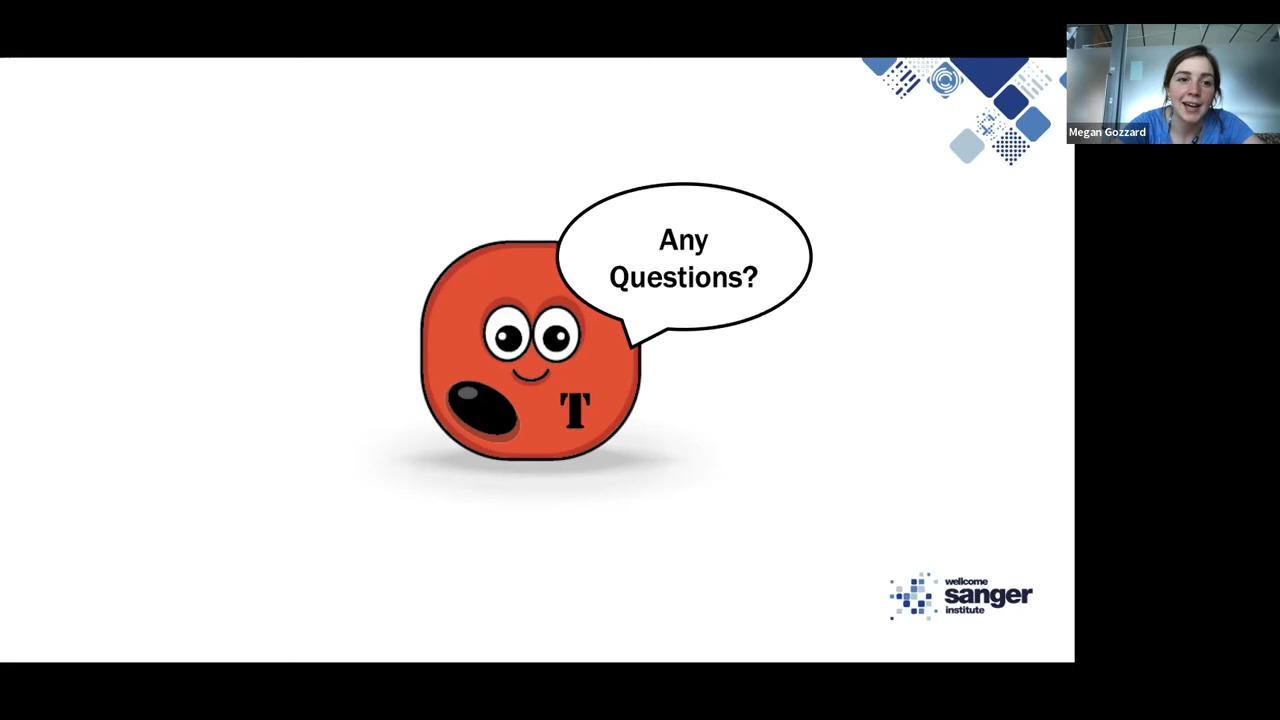 Megan Gozzard
Any
Questions?
T
wellcome
sanger
institute